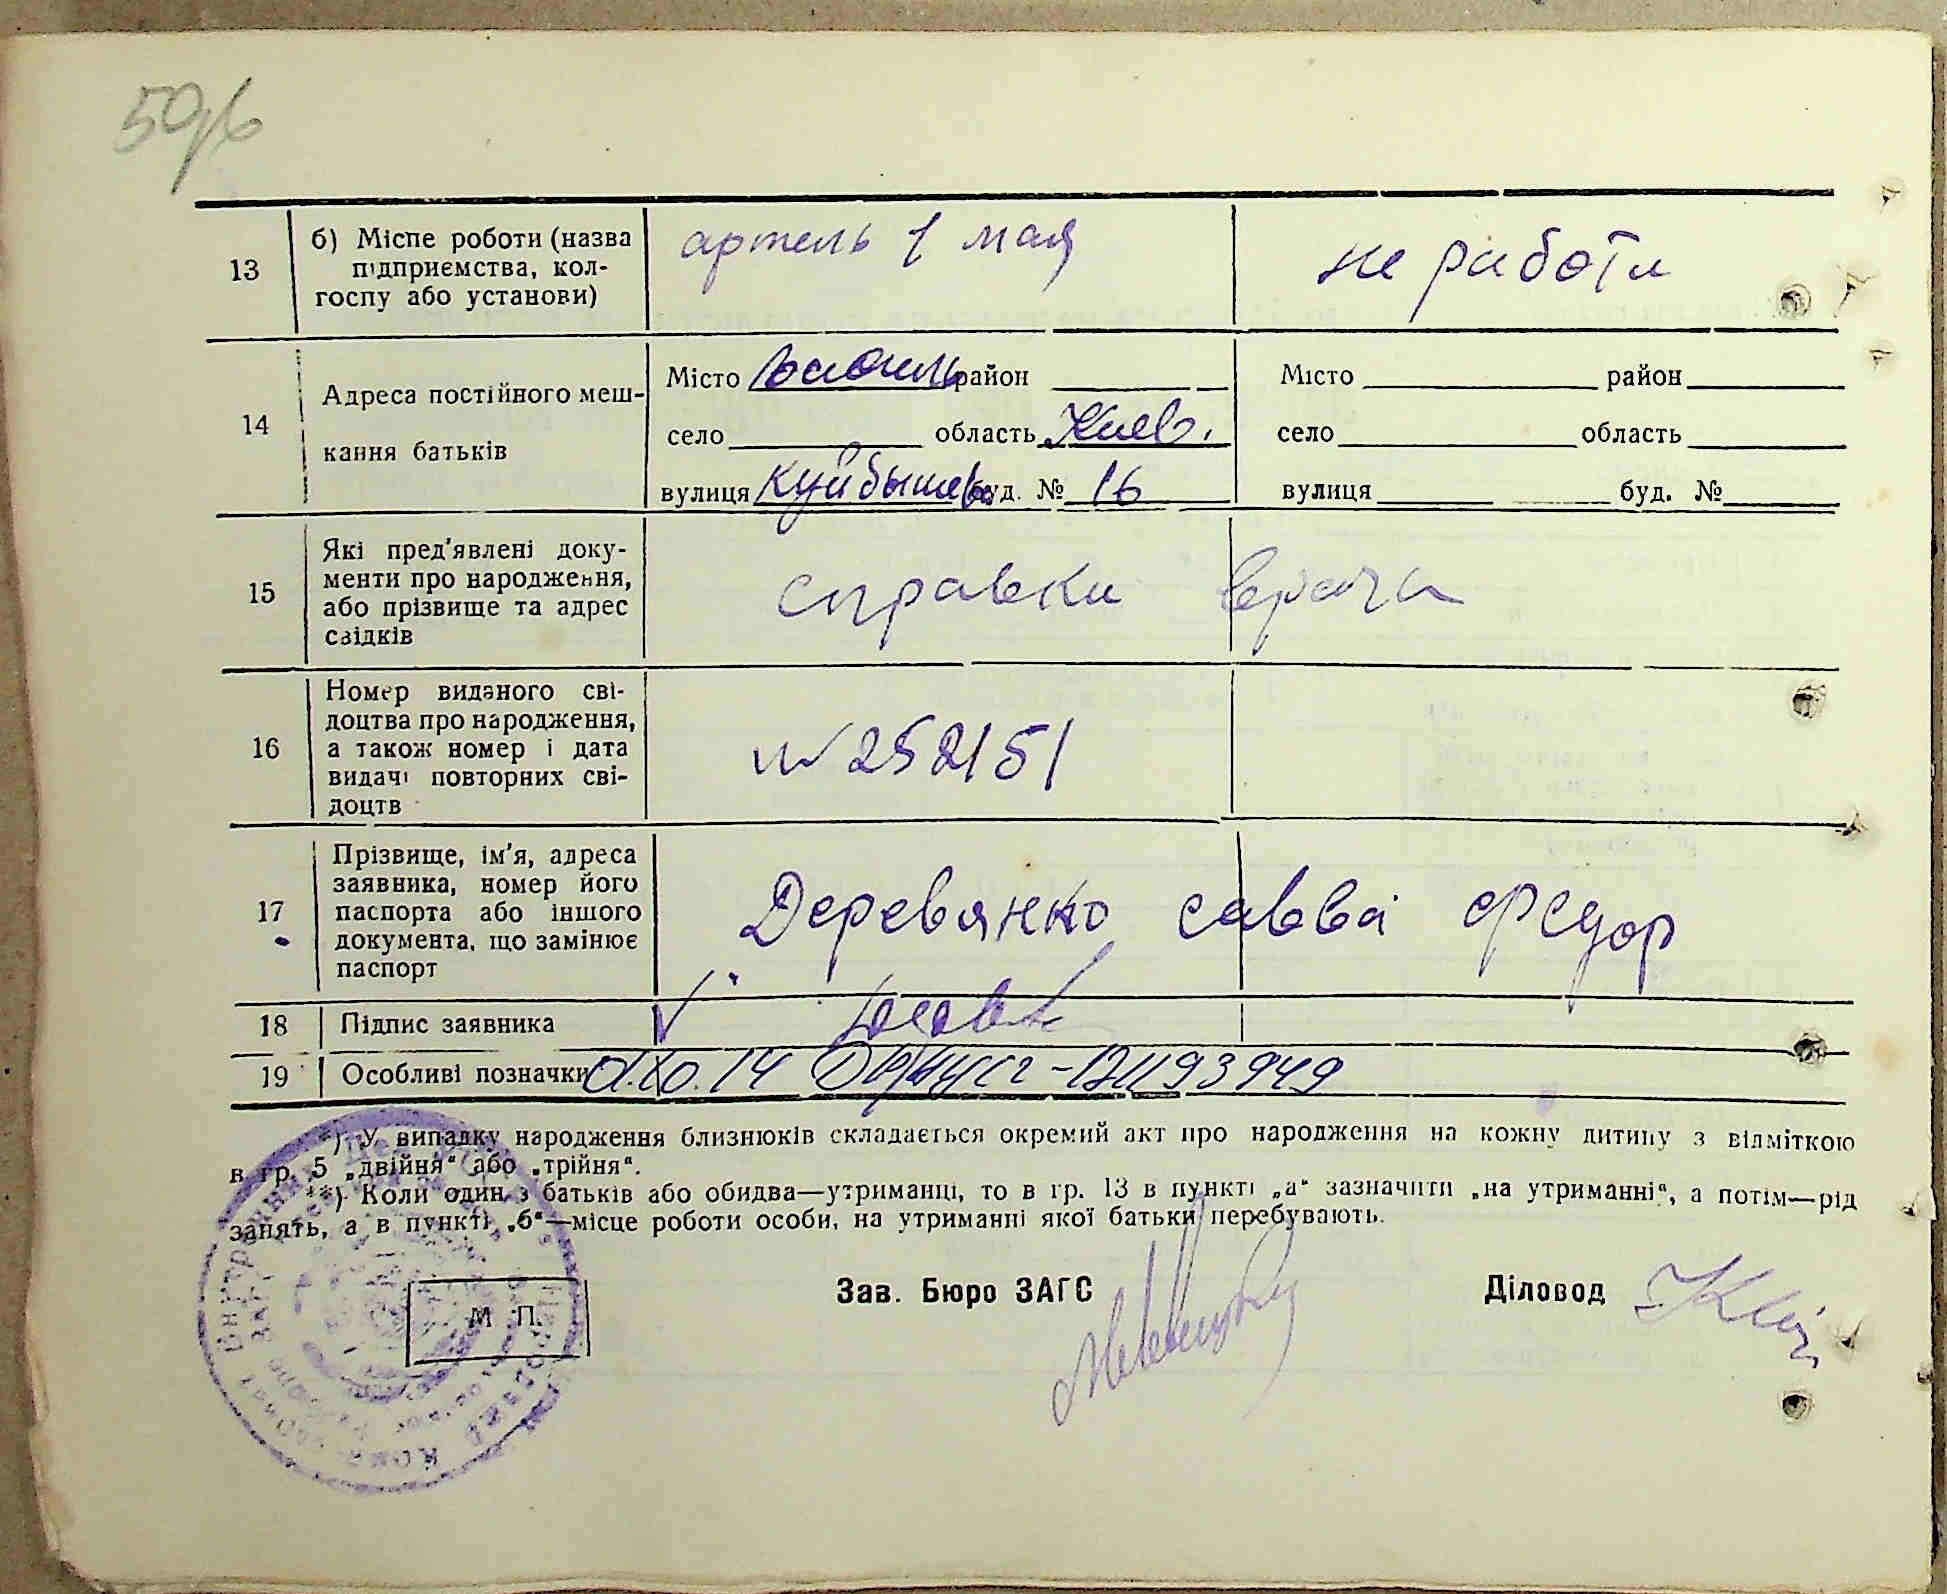 13
б) Місце роботи (назва
підприємства, кол-
госпу або установи)
артель 1 мая
не работа
14
Адреса постійного меш-
кання батьків
Місто Василь район
село область Киев.
вулиця Куйбышева буд. № 16
Місто район
село область
вулиця буд. №
15
Які пред'явлені доку-
менти про народження,
або прізвище та адрес
свідків
справки врача
16
Номер виданого сві-
доцтва про народження,
а також номер і дата
видачі повторних сві-
доцтв
№ 252151
17
Прізвище, ім'я, адреса
заявника, номер його
паспорта або іншого
документа, що замінює
паспорт
Деревянко Савва Федор
18
Підпис заявника
19
Особливі позначки
*) У випадку народження близнюків складається окремий акт про народження на кожну дитину з відміткою
в гр. 5 „двійня" або „трійня".
**) Коли один з батьків або обидва—утриманці, то в гр. 13 в пункті „а" зазначити „на утриманні", а потім—рід
занять, а в пункті „б"—місце роботи особи, на утриманні якої батьки перебувають.
М П.
Зав. Бюро ЗАГС
Діловод